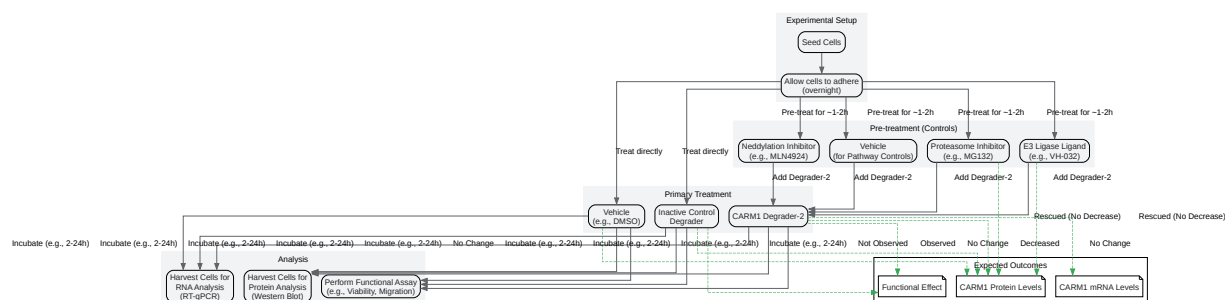 Experimental Setup
Seed Cells
Allow cells to adhere
(overnight)
Pre-treat for ~1-2h
Pre-treat for ~1-2h
Pre-treat for ~1-2h
Pre-treat for ~1-2h
Pre-treatment (Controls)
Treat directly
Treat directly
Neddylation Inhibitor
(e.g., MLN4924)
Vehicle
(for Pathway Controls)
Proteasome Inhibitor
(e.g., MG132)
E3 Ligase Ligand
(e.g., VH-032)
Add Degrader-2
Add Degrader-2
Add Degrader-2
Add Degrader-2
Primary Treatment
Vehicle
(e.g., DMSO)
Inactive Control
Degrader
CARM1 Degrader-2
Rescued (No Decrease)
Rescued (No Decrease)
Incubate (e.g., 2-24h)
Incubate (e.g., 2-24h)
Incubate (e.g., 2-24h)
Incubate (e.g., 2-24h)
Incubate (e.g., 2-24h)
No Change
Incubate (e.g., 2-24h)
Incubate (e.g., 2-24h)
Incubate (e.g., 2-24h)
Incubate (e.g., 2-24h)
Not Observed
Observed
No Change
Decreased
No Change
Analysis
Expected Outcomes
Harvest Cells for
RNA Analysis
(RT-qPCR)
Harvest Cells for
Protein Analysis
(Western Blot)
Perform Functional Assay
(e.g., Viability, Migration)
Functional Effect
CARM1 Protein Levels
CARM1 mRNA Levels